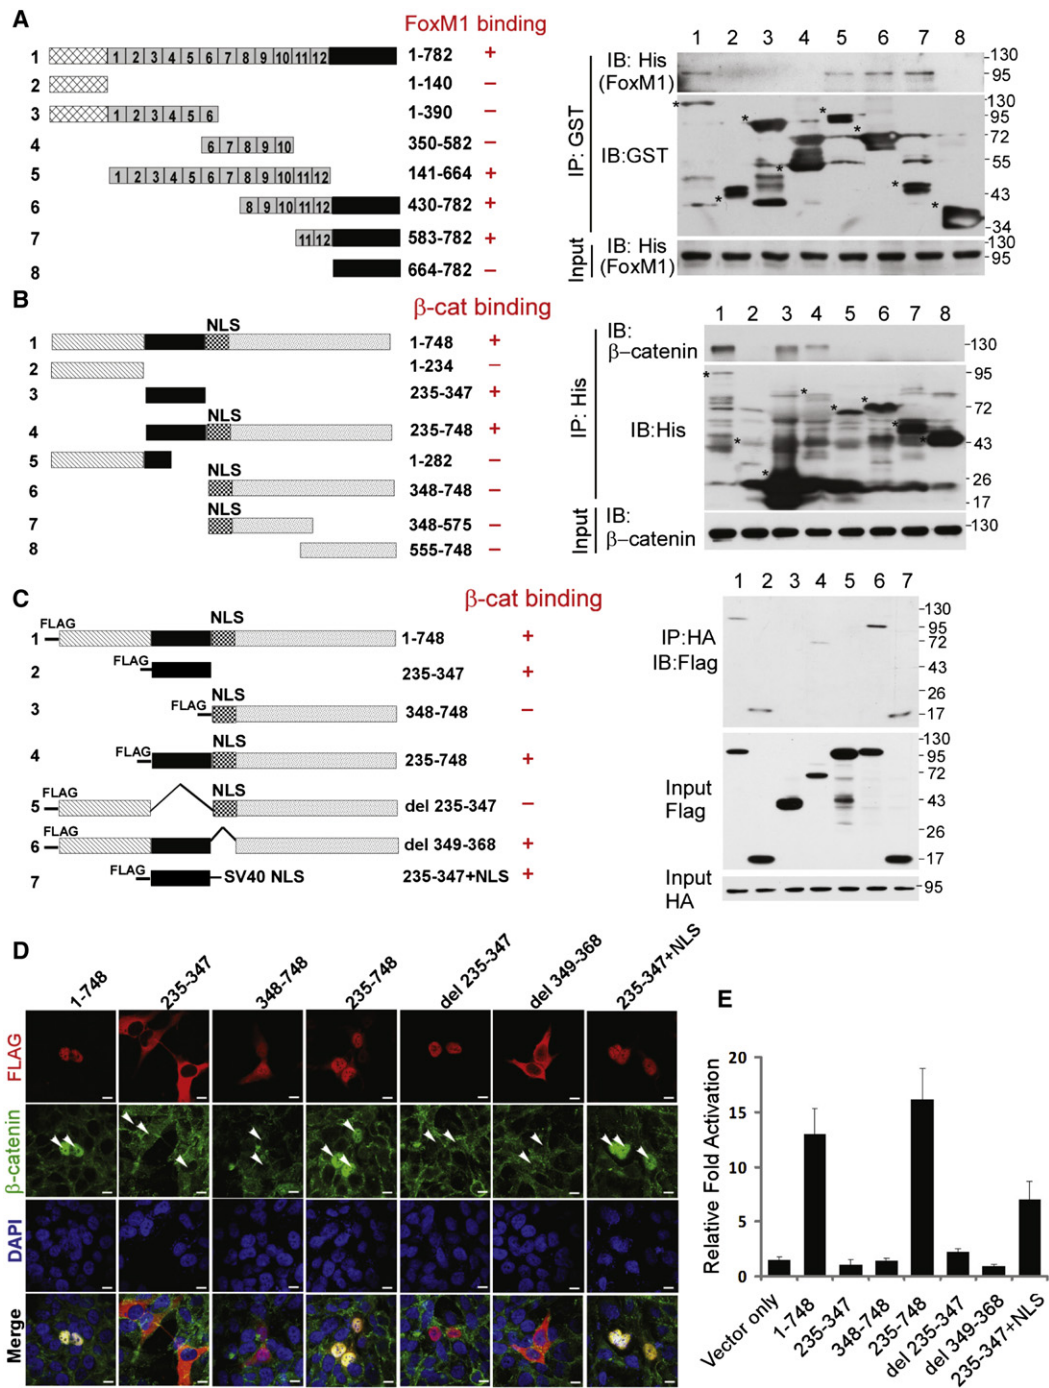 A
FoxM1 binding
1 1 2 3 4 5 6 7 8 9 10 11 12 1-782 +
2 1-140 –
3 1 2 3 4 5 6 1-390 –
4 6 7 8 9 10 350-582 –
5 1 2 3 4 5 6 7 8 9 10 11 12 141-664 +
6 8 9 10 11 12 430-782 +
7 11 12 583-782 +
8 664-782 –
1 2 3 4 5 6 7 8
IP: GST
IB: His
(FoxM1)
-130
-95
IB:GST
-130
-95
-72
-55
-43
-34
* * * * * * * *
Input
IB: His
(FoxM1)
-130
-95
B
β-cat binding
NLS
1 1-748 +
2 1-234 –
3 235-347 +
NLS
4 235-748 +
5 1-282 –
NLS
6 348-748 –
NLS
7 348-575 –
8 555-748 –
1 2 3 4 5 6 7 8
IP: His
IB:
β–catenin
-130
IB:His
-95
-72
-43
-26
-17
* * * * * * * *
Input
IB:
β–catenin
-130
C
β-cat binding
FLAG NLS
1 1-748 +
FLAG
2 235-347 +
FLAG NLS
3 348-748 –
FLAG NLS
4 235-748 +
FLAG NLS
5 del 235-347 –
FLAG
6 del 349-368 +
FLAG
7 SV40 NLS 235-347+NLS +
1 2 3 4 5 6 7
IP:HA
IB:Flag
-130
-95
-72
-43
-26
-17
Input
Flag
-130
-95
-72
-43
-26
-17
Input
HA
-95
D
1-748
235-347
348-748
235-748
del 235-347
del 349-368
235-347+NLS
FLAG
β-catenin
DAPI
Merge
E
Relative Fold Activation
20
15
10
5
0
Vector only
1-748
235-347
348-748
235-748
del 235-347
del 349-368
235-347+NLS